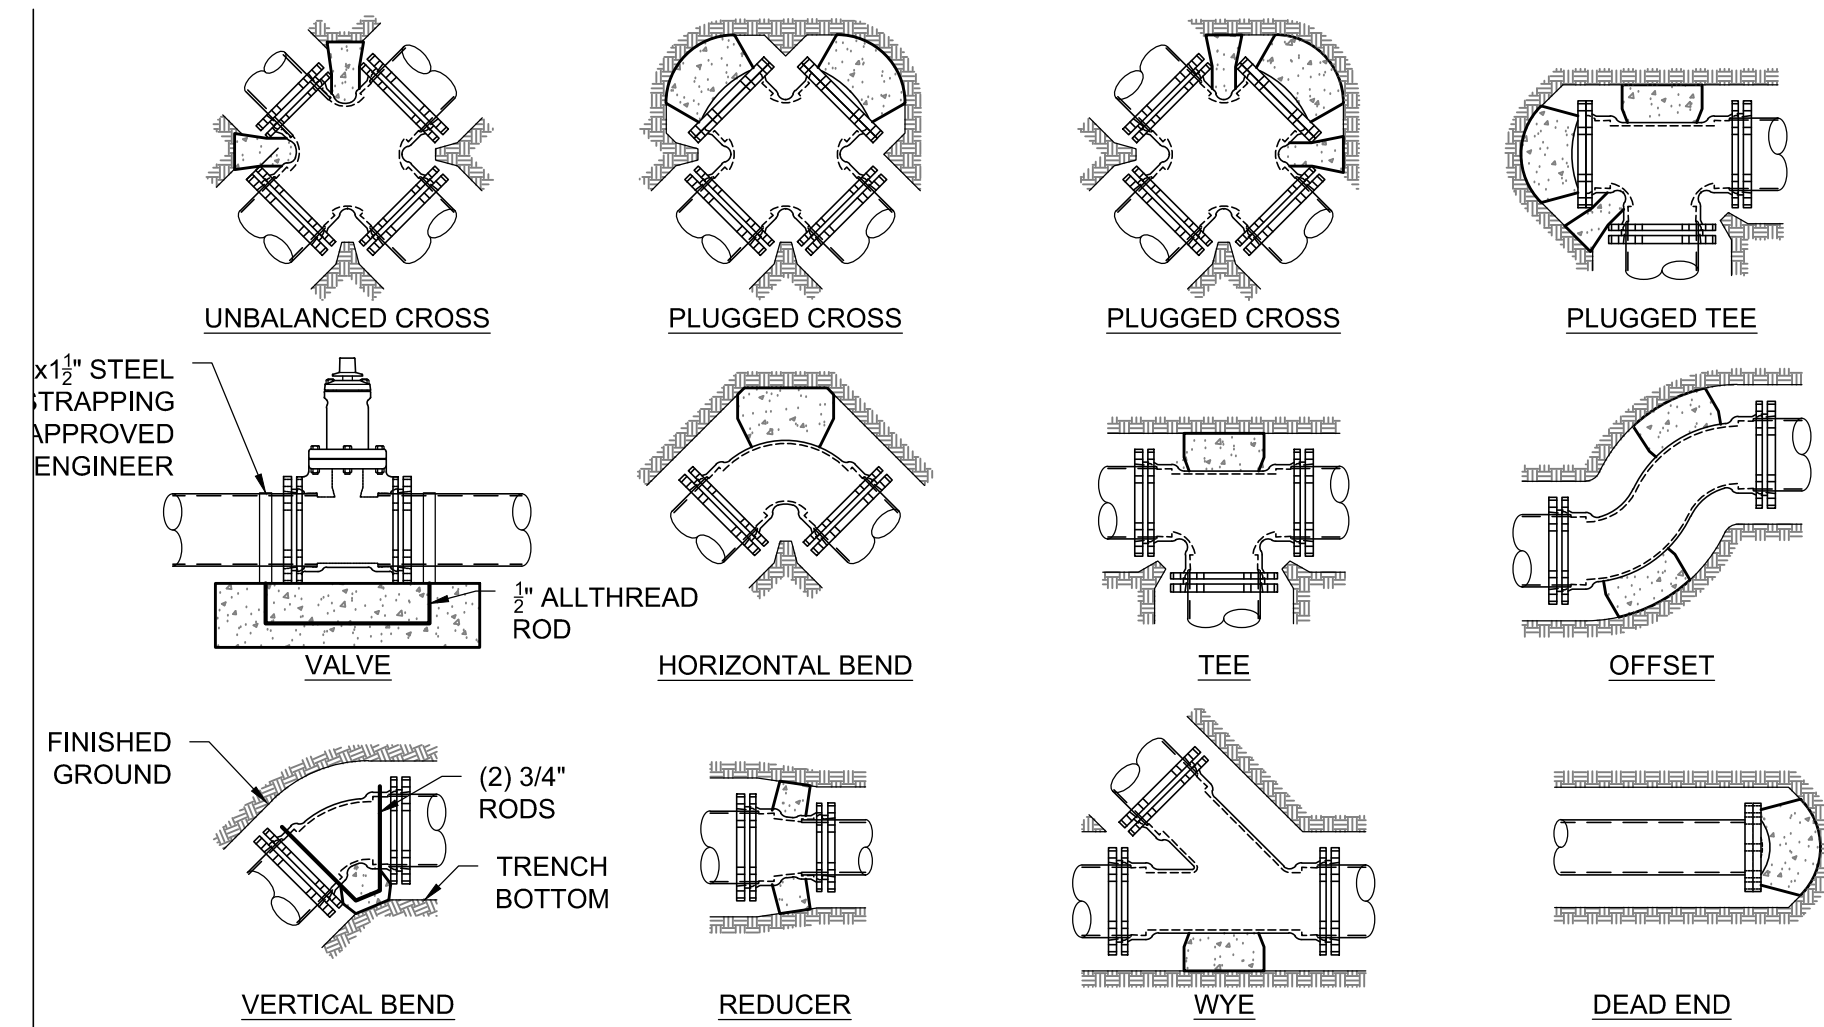 UNBALANCED CROSS
PLUGGED CROSS
PLUGGED CROSS
PLUGGED TEE
x1½" STEEL
TRAPPING
APPROVED
ENGINEER
½" ALLTHREAD
ROD
VALVE
HORIZONTAL BEND
TEE
OFFSET
FINISHED
GROUND
(2) 3/4"
RODS
TRENCH
BOTTOM
VERTICAL BEND
REDUCER
WYE
DEAD END